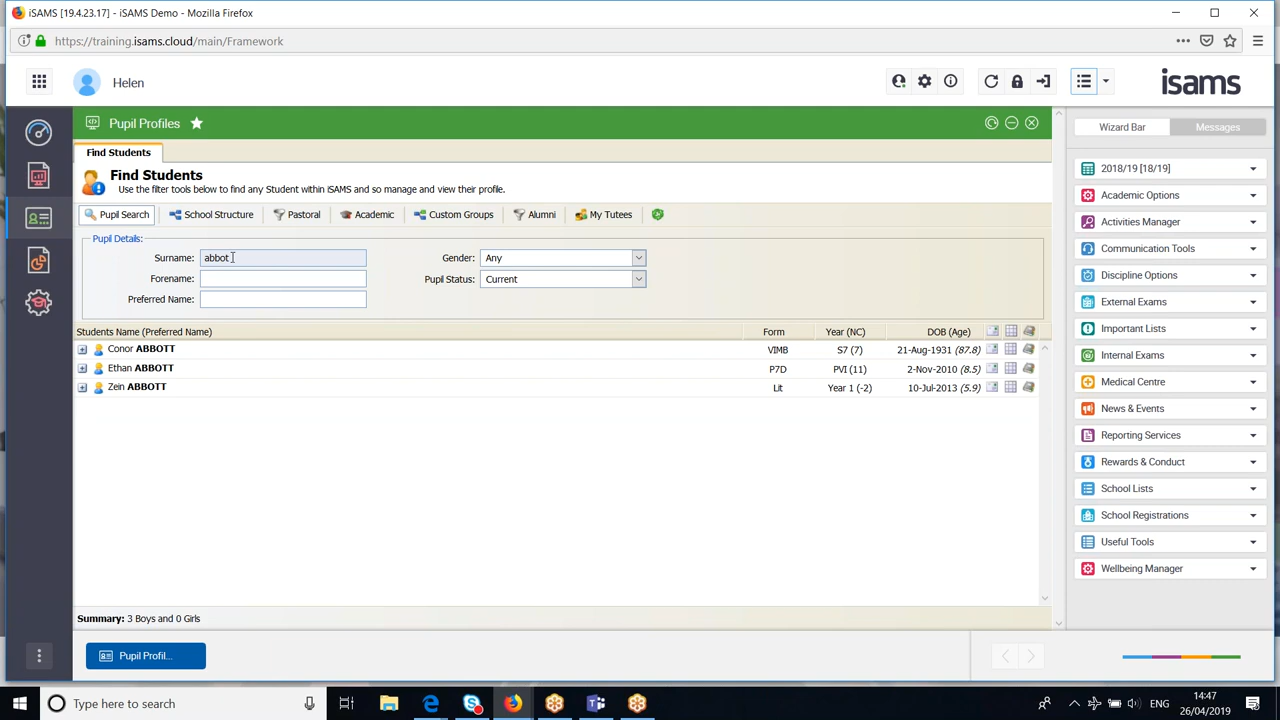 iSAMS [19.4.23.17] - iSAMS Demo - Mozilla Firefox
https://training.isams.cloud/main/Framework
Helen
isams
Pupil Profiles
Find Students
Find Students
Use the filter tools below to find any Student within iSAMS and so manage and view their profile.
Pupil Search School Structure Pastoral Academic Custom Groups Alumni My Tutees
Pupil Details:
Surname: abbot Gender: Any
Forename: Pupil Status: Current
Preferred Name:
Students Name (Preferred Name) Form Year (NC) DOB (Age)
Conor ABBOTT VIMB S7 (7) 21-Aug-1931 (87.8)
Ethan ABBOTT P7D PVI (11) 2-Nov-2010 (8.5)
Zein ABBOTT Lit Year 1 (-2) 10-Jul-2013 (5.9)
Summary: 3 Boys and 0 Girls
Pupil Profil...
Wizard Bar Messages
2018/19 [18/19]
Academic Options
Activities Manager
Communication Tools
Discipline Options
External Exams
Important Lists
Internal Exams
Medical Centre
News & Events
Reporting Services
Rewards & Conduct
School Lists
School Registrations
Useful Tools
Wellbeing Manager
Type here to search
ENG
14:47
26/04/2019